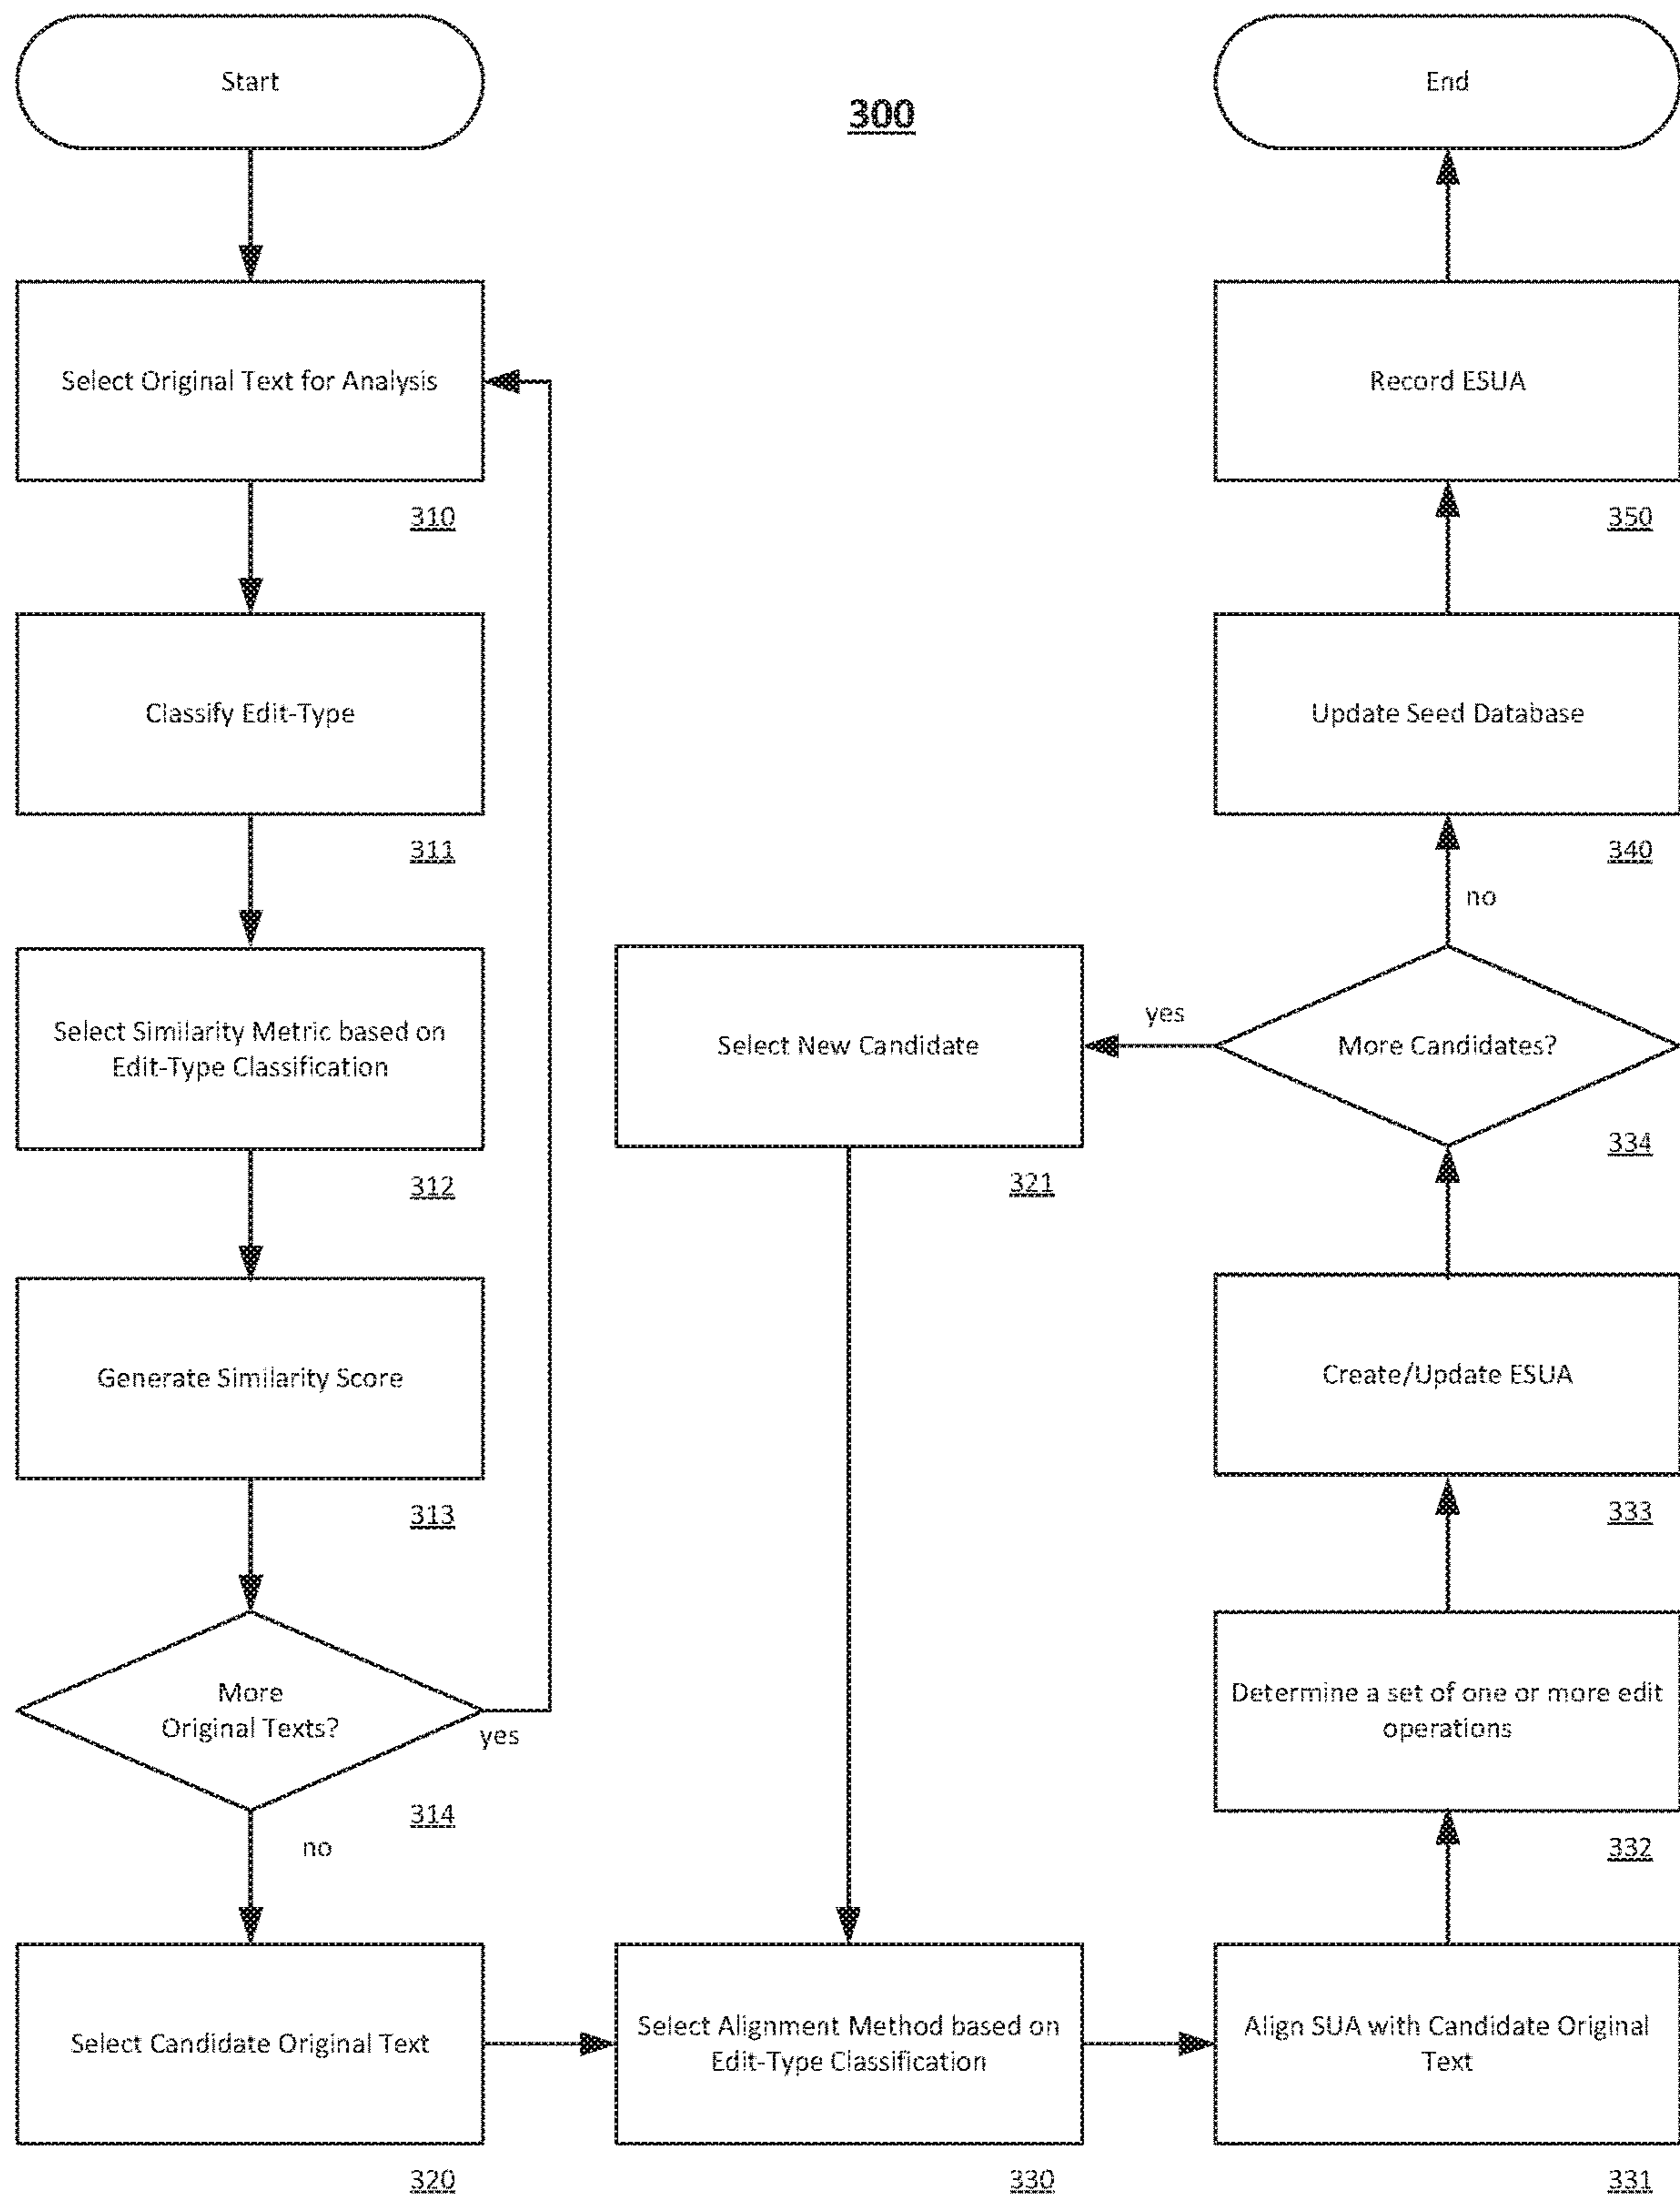 Start
300
End
Select Original Text for Analysis
310
Record ESUA
350
Classify Edit-Type
311
Update Seed Database
340
no
Select Similarity Metric based on
Edit-Type Classification
312
Select New Candidate
321
yes
More Candidates?
334
Generate Similarity Score
313
Create/Update ESUA
333
More
Original Texts?
yes
314
no
Determine a set of one or more edit
operations
332
Select Candidate Original Text
320
Select Alignment Method based on
Edit-Type Classification
330
Align SUA with Candidate Original
Text
331